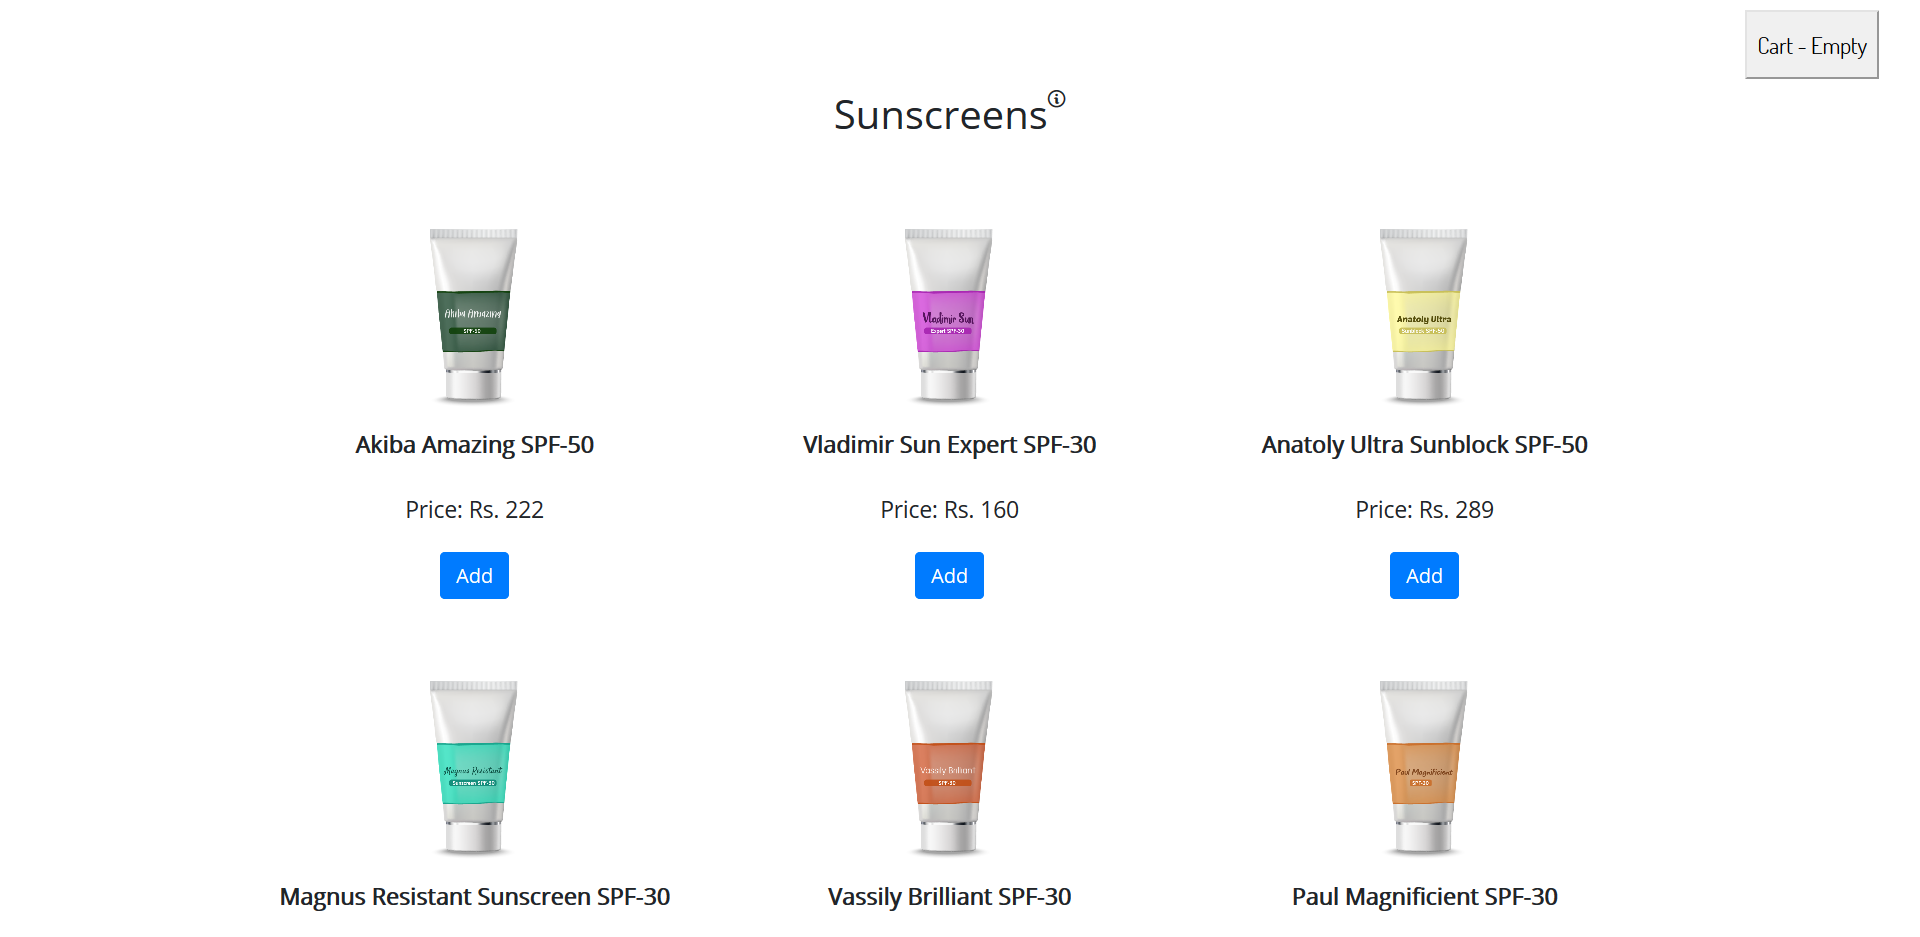 Cart - Empty
Sunscreens
Akiba Amazing
SPF-50
Vladimir Sun
Expert SPF-30
Anatoly Ultra
Sunblock SPF-50
Akiba Amazing SPF-50
Vladimir Sun Expert SPF-30
Anatoly Ultra Sunblock SPF-50
Price: Rs. 222
Price: Rs. 160
Price: Rs. 289
Add
Add
Add
Magnus Resistant
Sunscreen SPF-30
Vassily Briliant
SPF-30
Paul Magnificient
SPF-30
Magnus Resistant Sunscreen SPF-30
Vassily Brilliant SPF-30
Paul Magnificient SPF-30